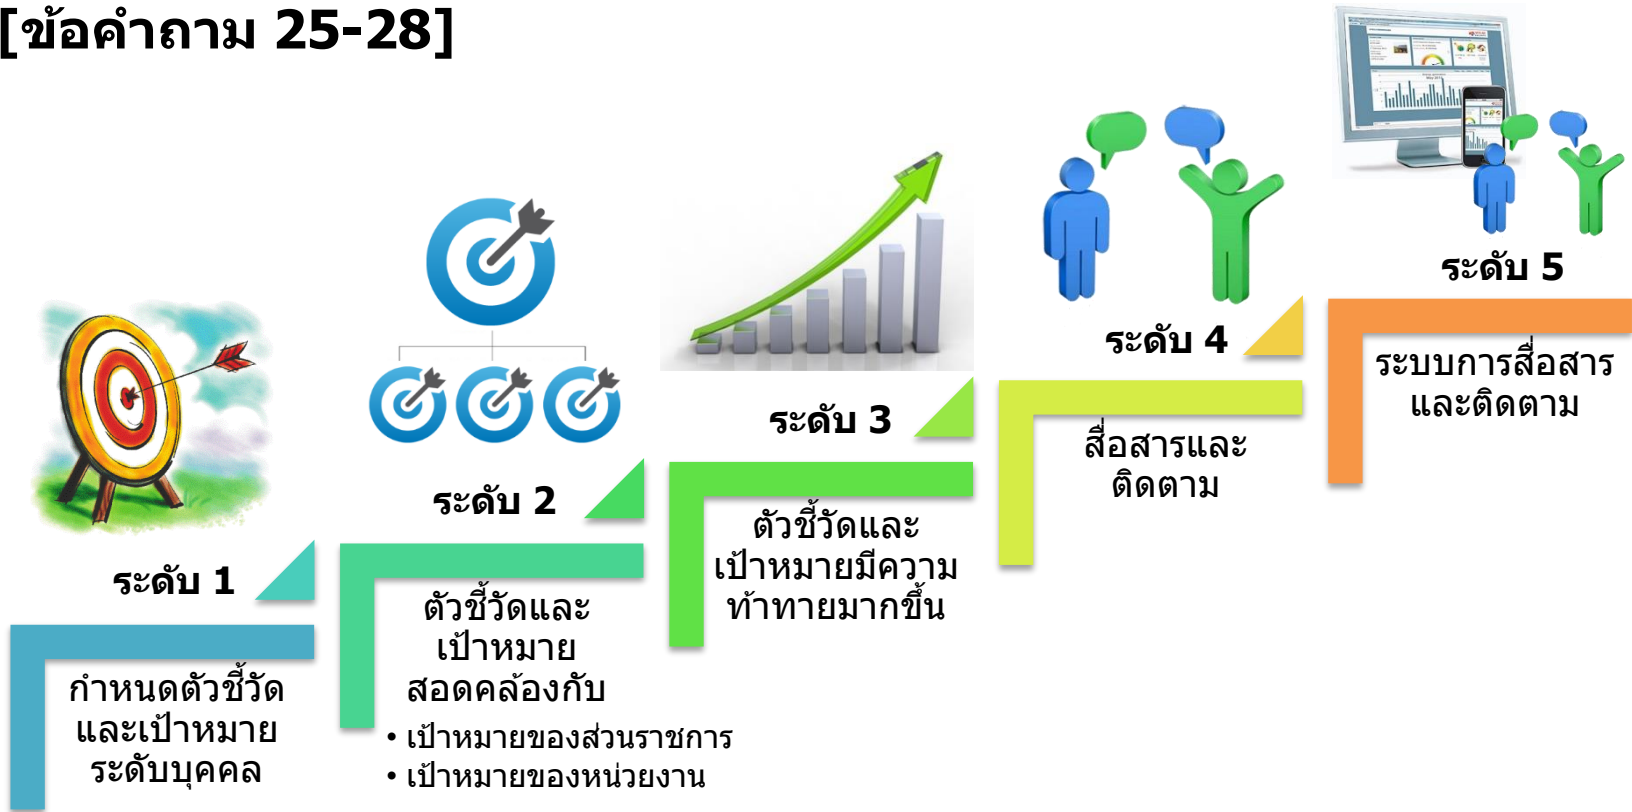 [ข้อคำถาม 25-28]
ระดับ 1
กำหนดตัวชี้วัด
และเป้าหมาย
ระดับบุคคล
ระดับ 2
ตัวชี้วัดและ
เป้าหมาย
สอดคล้องกับ
• เป้าหมายของส่วนราชการ
• เป้าหมายของหน่วยงาน
ระดับ 3
ตัวชี้วัดและ
เป้าหมายมีความ
ท้าทายมากขึ้น
ระดับ 4
สื่อสารและ
ติดตาม
ระดับ 5
ระบบการสื่อสาร
และติดตาม